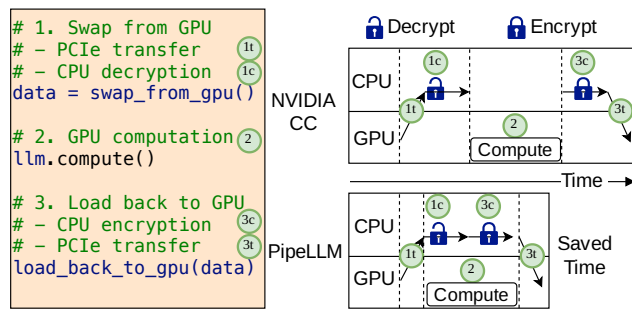 # 1. Swap from GPU
# – PCIe transfer 1t
# – CPU decryption 1c
data = swap_from_gpu()
# 2. GPU computation 2
llm.compute()
# 3. Load back to GPU
# – CPU encryption 3c
# – PCIe transfer 3t
load_back_to_gpu(data)
Decrypt Encrypt
NVIDIA
CC
CPU
GPU
1t
1c
2
Compute
3c
3t
Time
PipeLLM
CPU
GPU
1t
1c
3c
2
Compute
3t
Saved
Time